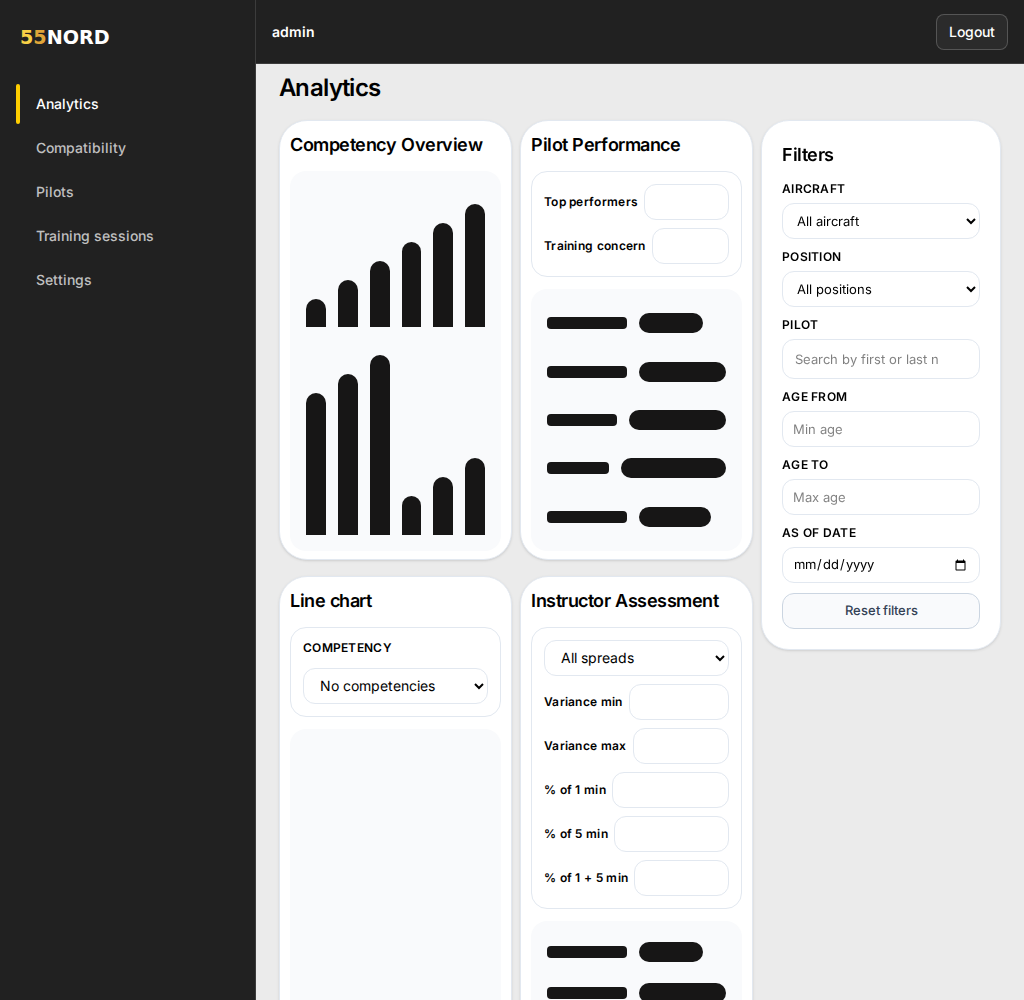 55NORD
Analytics
Compatibility
Pilots
Training sessions
Settings
admin
Logout
Analytics
Competency Overview
Pilot Performance
Top performers
Training concern
Line chart
COMPETENCY
No competencies
Instructor Assessment
All spreads
Variance min
Variance max
% of 1 min
% of 5 min
% of 1 + 5 min
Filters
AIRCRAFT
All aircraft
POSITION
All positions
PILOT
Search by first or last n
AGE FROM
Min age
AGE TO
Max age
AS OF DATE
mm/dd/yyyy
Reset filters